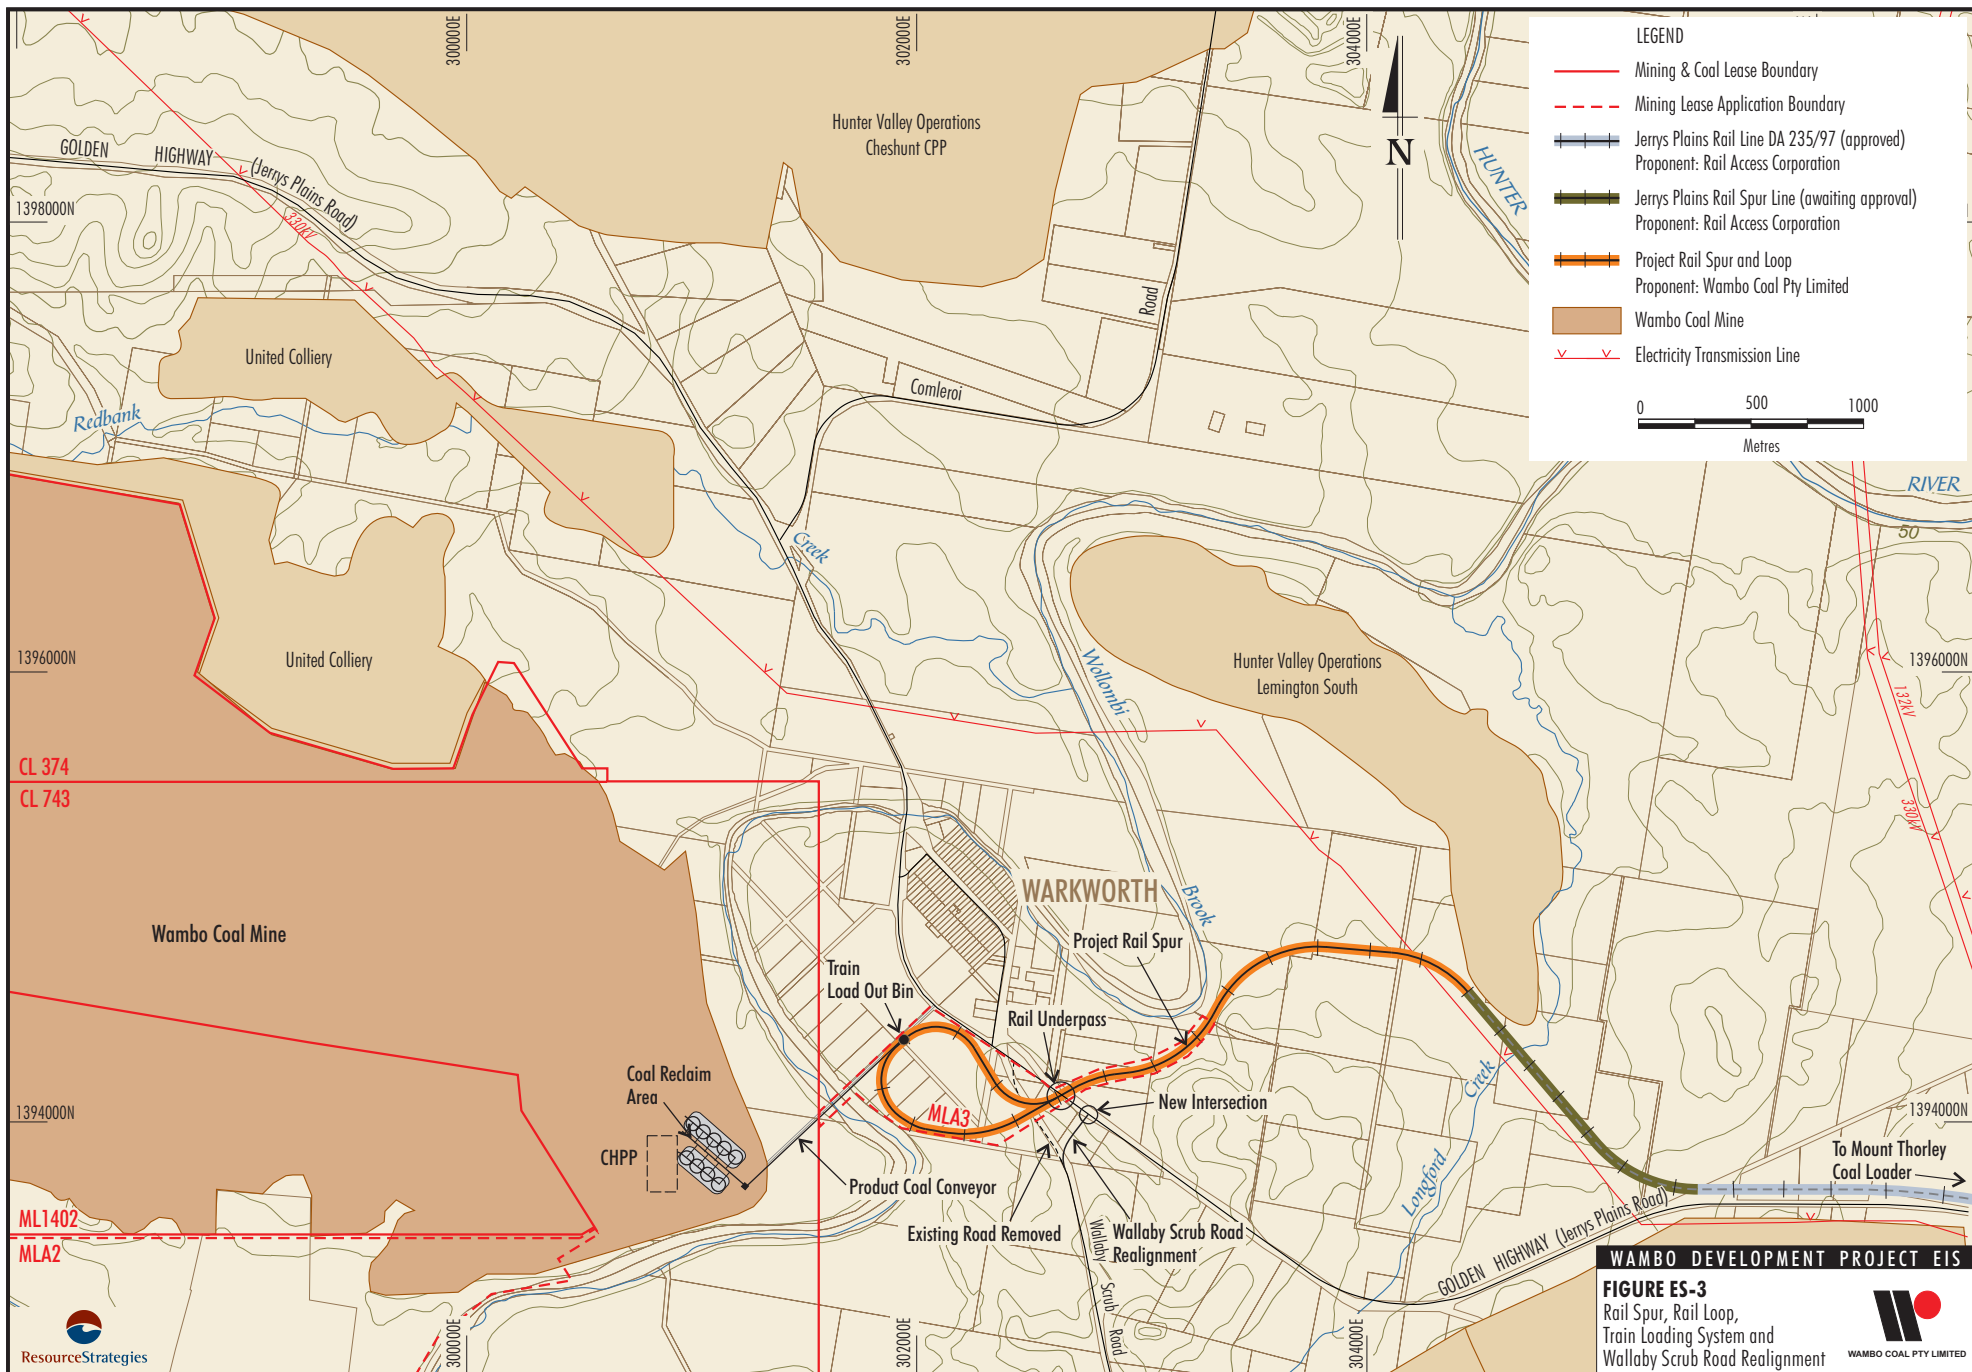 300000E
302000E
304000E
LEGEND
Mining & Coal Lease Boundary
Mining Lease Application Boundary
Jerrys Plains Rail Line DA 235/97 (approved)
Proponent: Rail Access Corporation
Jerrys Plains Rail Spur Line (awaiting approval)
Proponent: Rail Access Corporation
Project Rail Spur and Loop
Proponent: Wambo Coal Pty Limited
Wambo Coal Mine
Electricity Transmission Line
0 500 1000
Metres
N
Hunter Valley Operations
Cheshunt CPP
HUNTER
GOLDEN HIGHWAY (Jerrys Plains Road)
1398000N
330kV
Road
United Colliery
Comleroi
Redbank
RIVER
50
Creek
1396000N
United Colliery
Wollombi
Hunter Valley Operations
Lemington South
1396000N
132kV
CL 374
CL 743
330kV
WARKWORTH
Brook
Wambo Coal Mine
Project Rail Spur
Train
Load Out Bin
Rail Underpass
Coal Reclaim
Area
Creek
1394000N
MLA3
New Intersection
1394000N
CHPP
To Mount Thorley
Coal Loader
Product Coal Conveyor
Longford
ML1402
MLA2
Existing Road Removed
Wallaby Scrub Road
Realignment
Wallaby Scrub Road
GOLDEN HIGHWAY (Jerrys Plains Road)
300000E
302000E
304000E
ResourceStrategies
WAMBO DEVELOPMENT PROJECT EIS
FIGURE ES-3
Rail Spur, Rail Loop,
Train Loading System and
Wallaby Scrub Road Realignment
WAMBO COAL PTY LIMITED